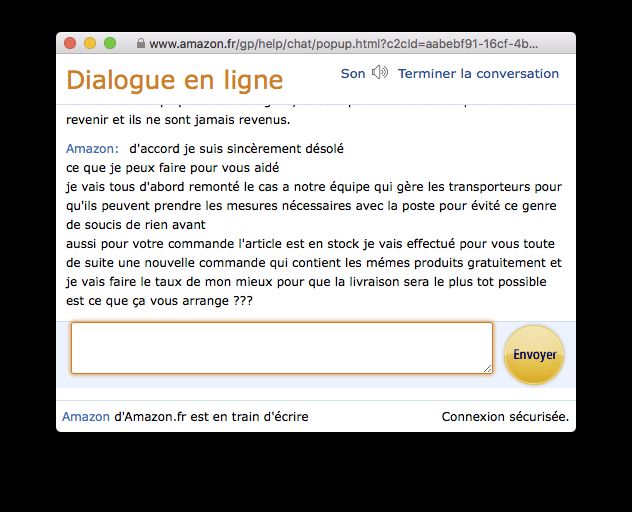 www.amazon.fr/gp/help/chat/popup.html?c2cId=aabebf91-16cf-4b...
Dialogue en ligne
Son Terminer la conversation
revenir et ils ne sont jamais revenus.
Amazon: d'accord je suis sincèrement désolé
ce que je peux faire pour vous aidé
je vais tous d'abord remonté le cas a notre équipe qui gère les transporteurs pour
qu'ils peuvent prendre les mesures nécessaires avec la poste pour évité ce genre
de soucis de rien avant
aussi pour votre commande l'article est en stock je vais effectué pour vous toute
de suite une nouvelle commande qui contient les mémes produits gratuitement et
je vais faire le taux de mon mieux pour que la livraison sera le plus tot possible
est ce que ça vous arrange ???
Envoyer
Amazon d'Amazon.fr est en train d'écrire
Connexion sécurisée.